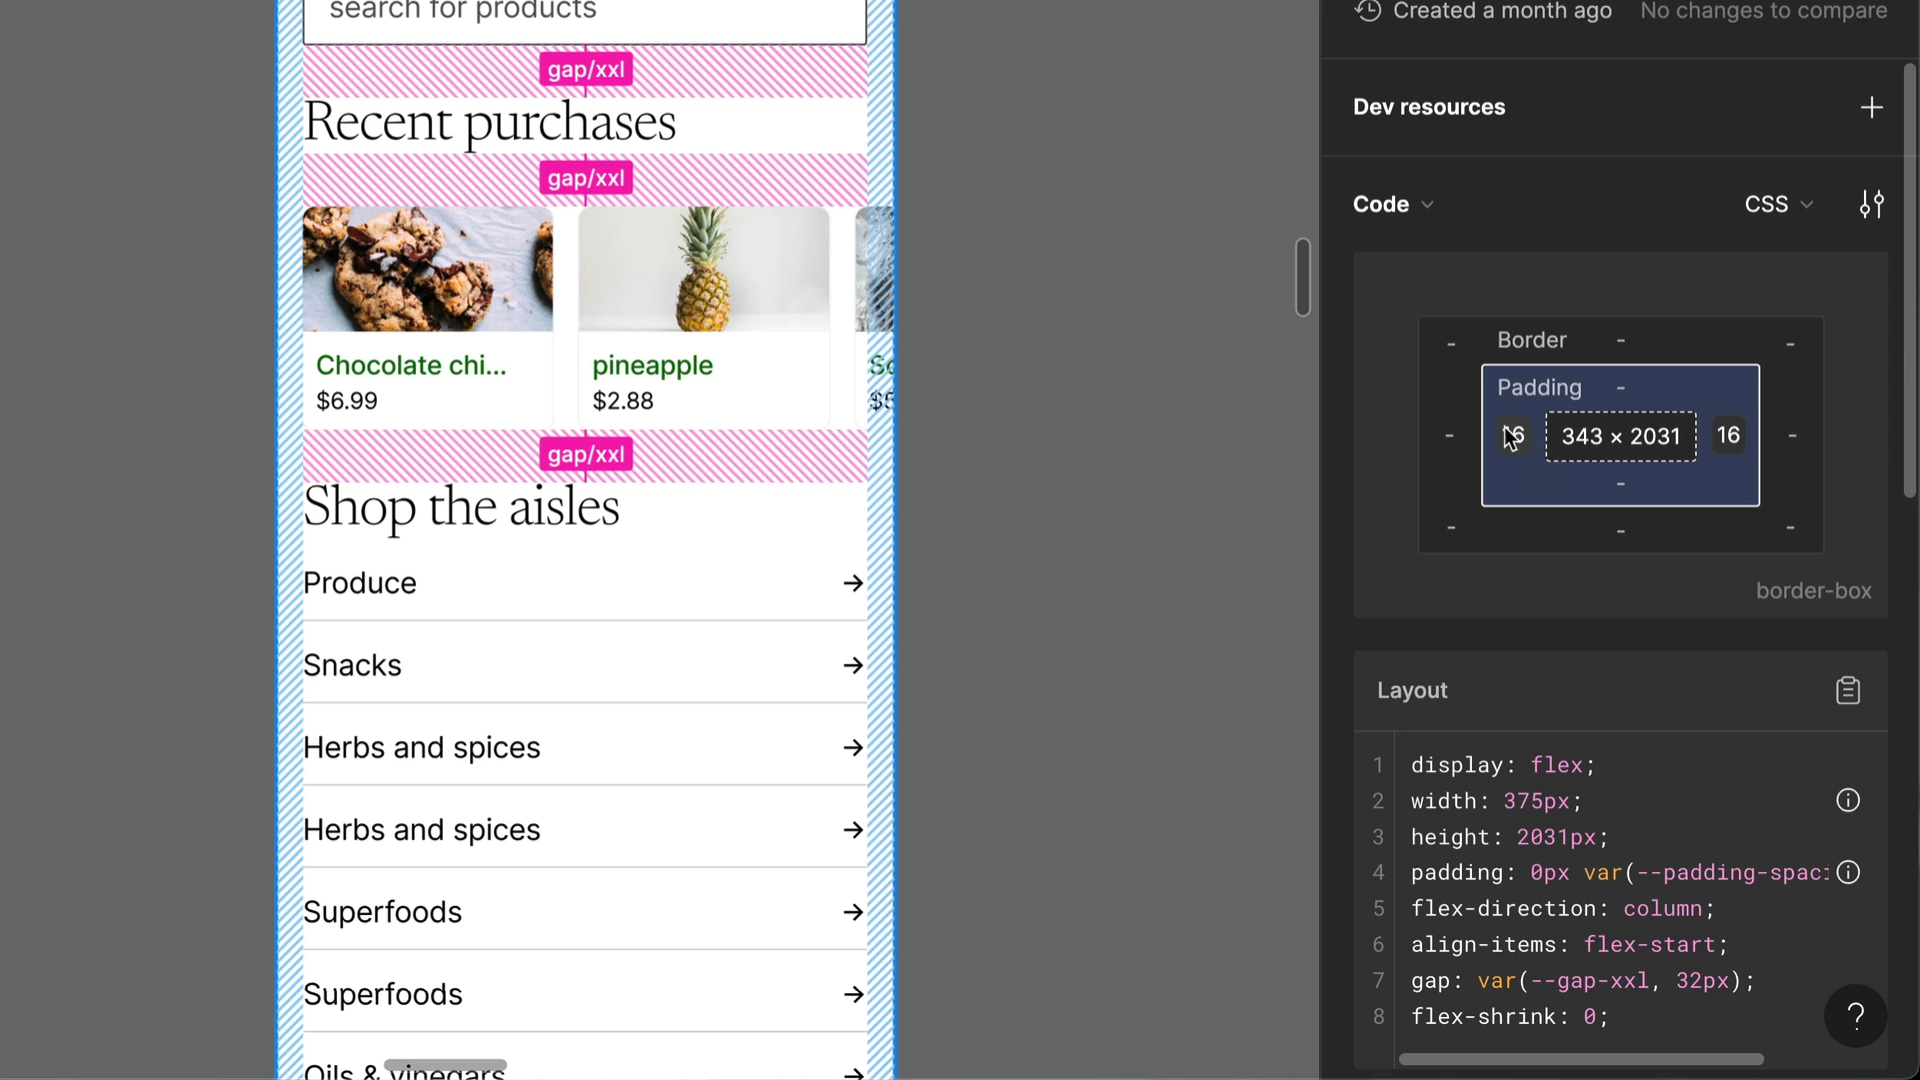 search for products
gap/xxl
Recent purchases
gap/xxl
Chocolate chi...
$6.99
pineapple
$2.88
gap/xxl
Shop the aisles
Produce
Snacks
Herbs and spices
Herbs and spices
Superfoods
Superfoods
Oils & vinegars
Created a month ago No changes to compare
Dev resources
Code CSS
Border -
Padding -
343 × 2031 16
border-box
Layout
1 display: flex;
2 width: 375px;
3 height: 2031px;
4 padding: 0px var(--padding-spac
5 flex-direction: column;
6 align-items: flex-start;
7 gap: var(--gap-xxl, 32px);
8 flex-shrink: 0;
?